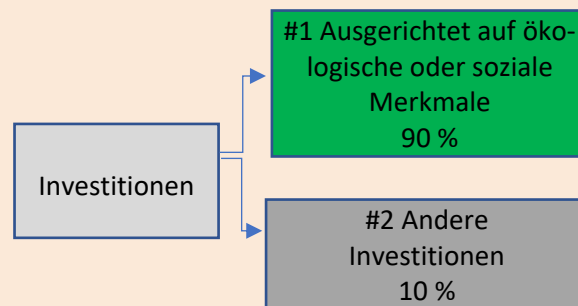 #1 Ausgerichtet auf öko-
logische oder soziale
Merkmale
90 %
Investitionen
#2 Andere
Investitionen
10 %